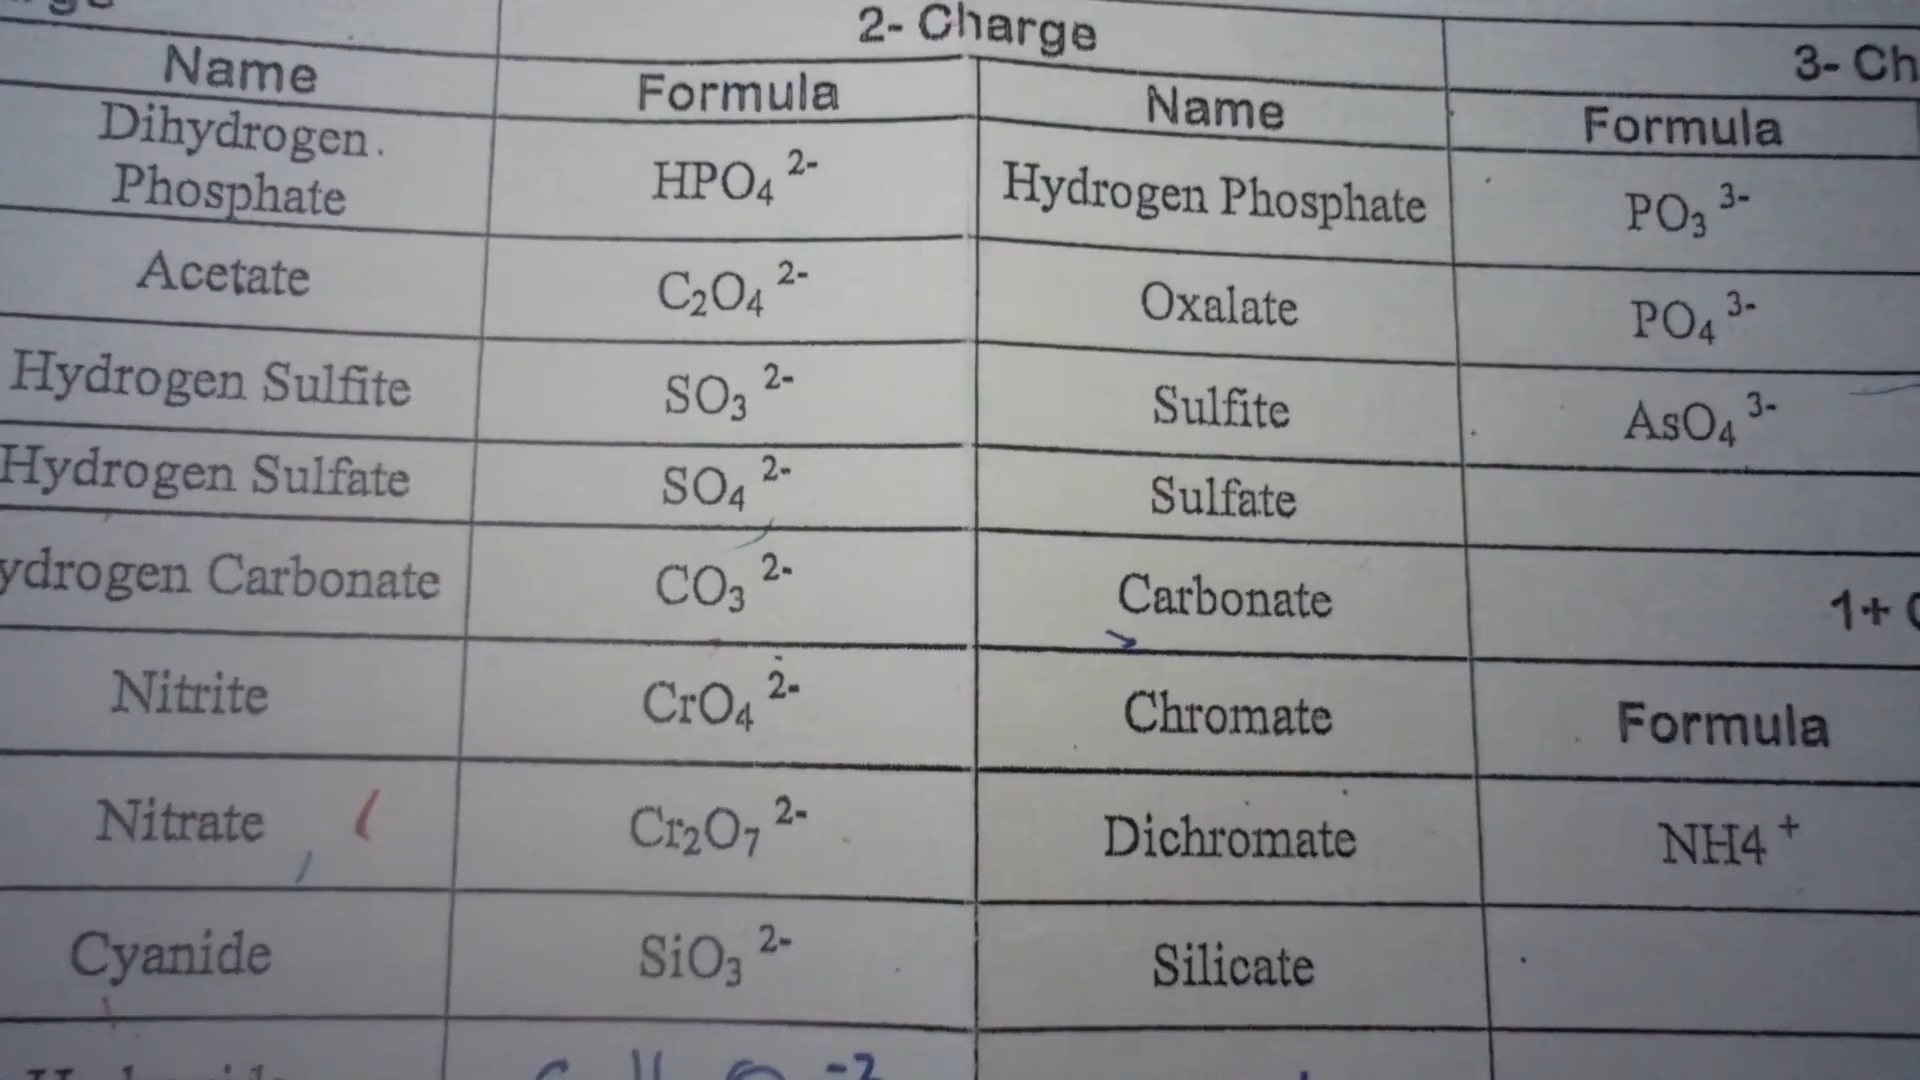 2- Charge
3- Ch
Name Formula Name Formula
Dihydrogen
Phosphate HPO₄ ²⁻ Hydrogen Phosphate PO₃ ³⁻
Acetate C₂O₄ ²⁻ Oxalate PO₄ ³⁻
Hydrogen Sulfite SO₃ ²⁻ Sulfite AsO₄ ³⁻
Hydrogen Sulfate SO₄ ²⁻ Sulfate
ydrogen Carbonate CO₃ ²⁻ Carbonate 1+
Nitrite CrO₄ ²⁻ Chromate Formula
Nitrate Cr₂O₇ ²⁻ Dichromate NH4 ⁺
Cyanide SiO₃ ²⁻ Silicate